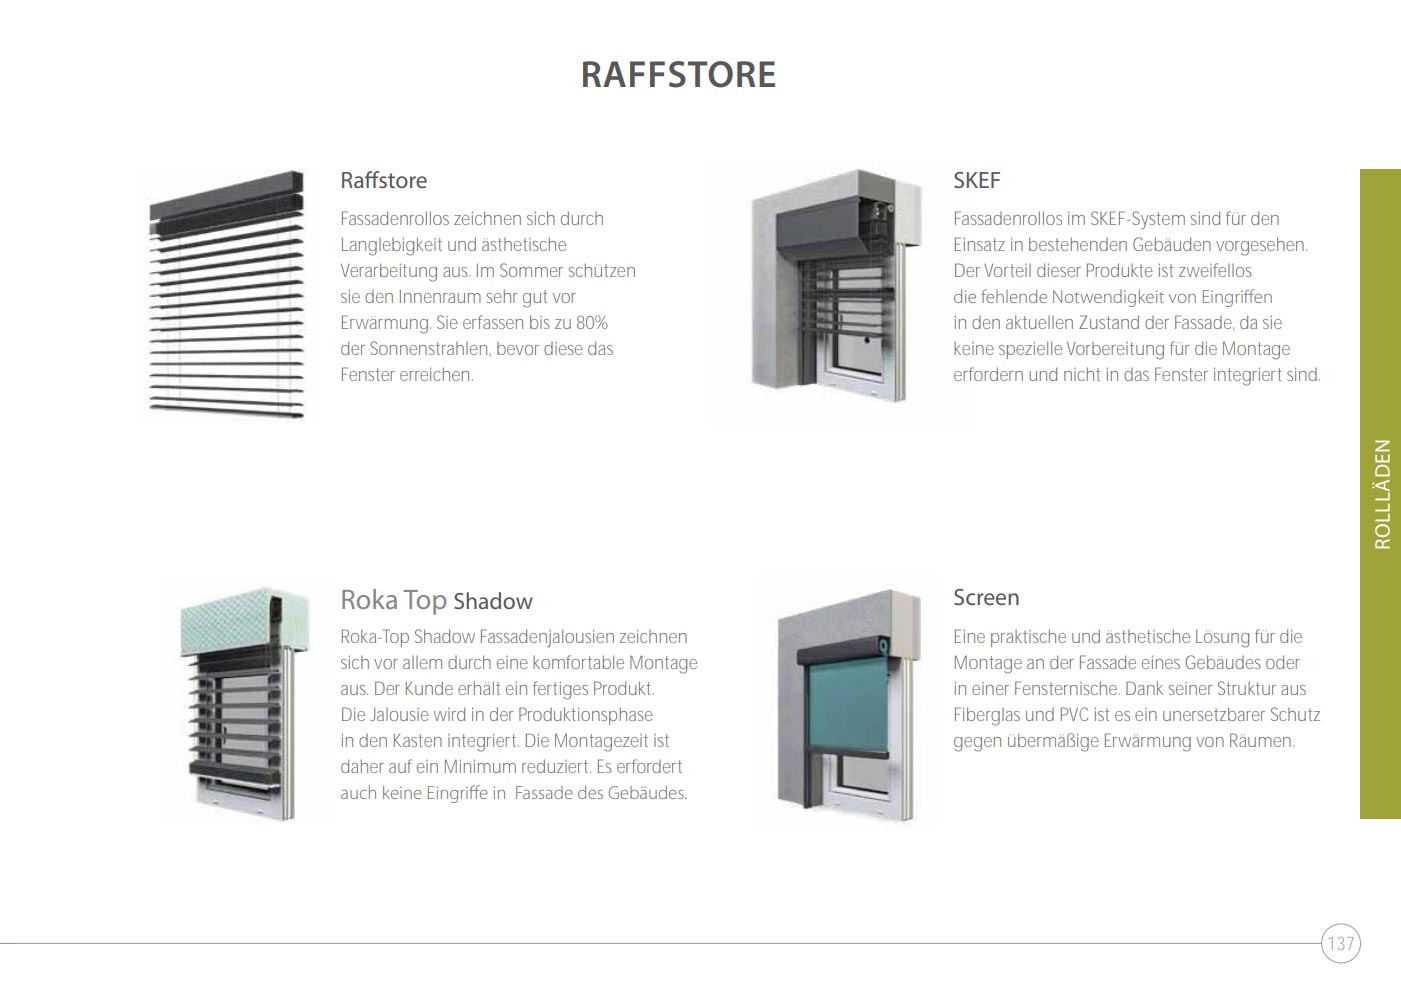 RAFFSTORE
Raffstore
Fassadenrollos zeichnen sich durch
Langlebigkeit und ästhetische
Verarbeitung aus. Im Sommer schützen
sie den Innenraum sehr gut vor
Erwärmung. Sie erfassen bis zu 80%
der Sonnenstrahlen, bevor diese das
Fenster erreichen.
SKEF
Fassadenrollos im SKEF-System sind für den
Einsatz in bestehenden Gebäuden vorgesehen.
Der Vorteil dieser Produkte ist zweifellos
die fehlende Notwendigkeit von Eingriffen
in den aktuellen Zustand der Fassade, da sie
keine spezielle Vorbereitung für die Montage
erfordern und nicht in das Fenster integriert sind.
Roka Top Shadow
Roka-Top Shadow Fassadenjalousien zeichnen
sich vor allem durch eine komfortable Montage
aus. Der Kunde erhält ein fertiges Produkt.
Die Jalousie wird in der Produktionsphase
in den Kasten integriert. Die Montagezeit ist
daher auf ein Minimum reduziert. Es erfordert
auch keine Eingriffe in Fassade des Gebäudes.
Screen
Eine praktische und ästhetische Lösung für die
Montage an der Fassade eines Gebäudes oder
in einer Fensternische. Dank seiner Struktur aus
Fiberglas und PVC ist es ein unersetzbarer Schutz
gegen übermäßige Erwärmung von Räumen.
ROLLLÄDEN
137